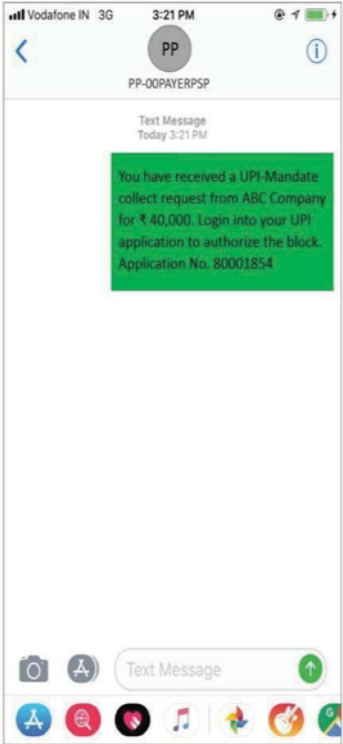 Vodafone IN 3G 3:21 PM
PP
PP-00PAYERPSP
Text Message
Today 3:21 PM
You have received a UPI-Mandate
collect request from ABC Company
for ₹ 40,000. Login into your UPI
application to authorize the block.
Application No. 80001854
Text Message